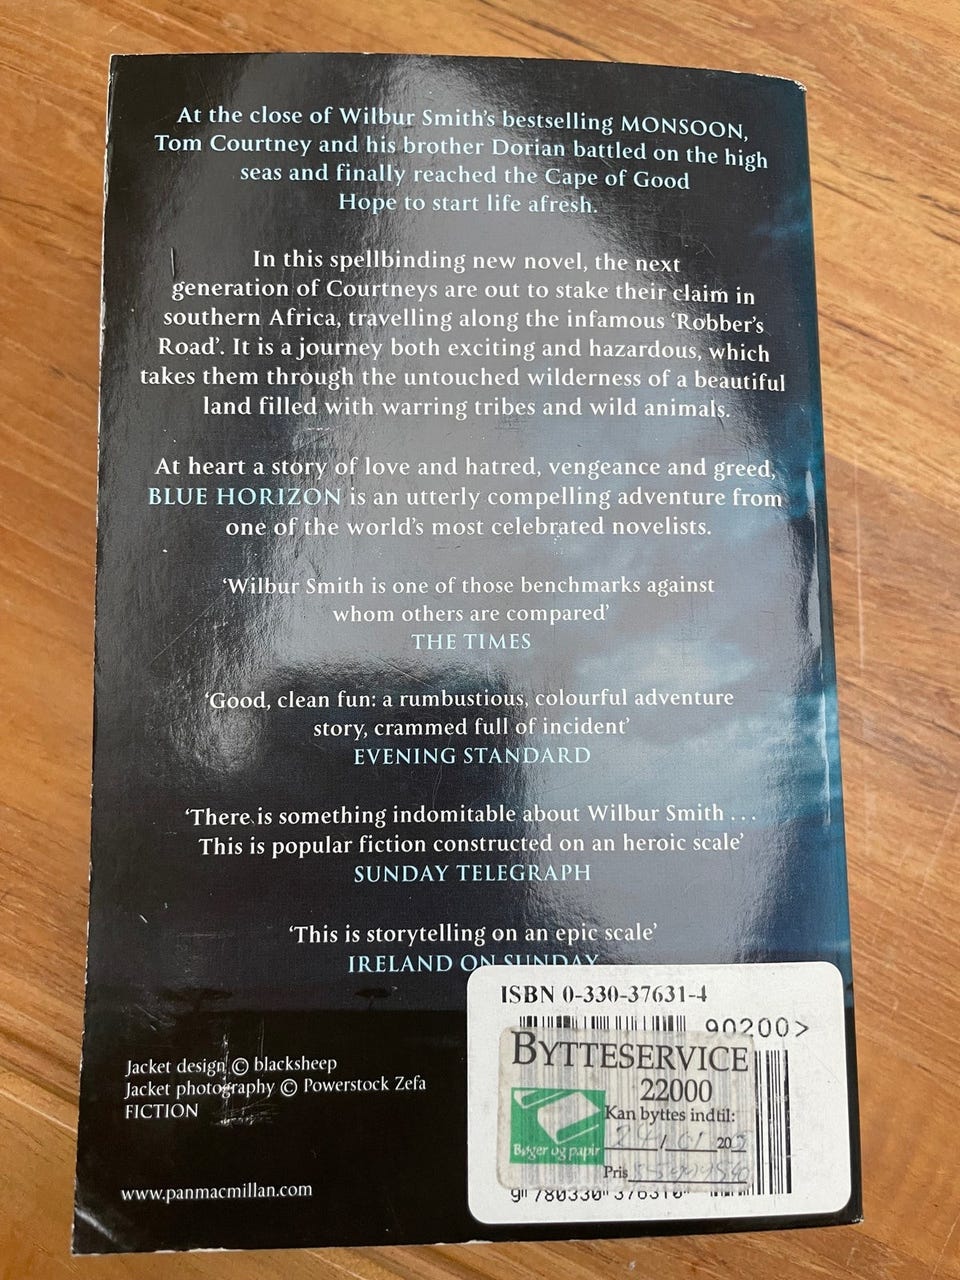 At the close of Wilbur Smith's bestselling MONSOON,
Tom Courtney and his brother Dorian battled on the high
seas and finally reached the Cape of Good
Hope to start life afresh.
In this spellbinding new novel, the next
generation of Courtneys are out to stake their claim in
southern Africa, travelling along the infamous 'Robber's
Road'. It is a journey both exciting and hazardous, which
takes them through the untouched wilderness of a beautiful
land filled with warring tribes and wild animals.
At heart a story of love and hatred, vengeance and greed,
BLUE HORIZON is an utterly compelling adventure from
one of the world's most celebrated novelists.
'Wilbur Smith is one of those benchmarks against
whom others are compared'
THE TIMES
'Good, clean fun: a rumbustious, colourful adventure
story, crammed full of incident'
EVENING STANDARD
'There is something indomitable about Wilbur Smith . . .
This is popular fiction constructed on an heroic scale'
SUNDAY TELEGRAPH
'This is storytelling on an epic scale'
IRELAND ON SUNDAY
ISBN 0-330-37631-4
90200>
BYTTESERVICE
22000
Kan byttes indtil:
24/01 20
Bøger og papir
Pris
9 780330 376310
Jacket design © blacksheep
Jacket photography © Powerstock Zefa
FICTION
www.panmacmillan.com